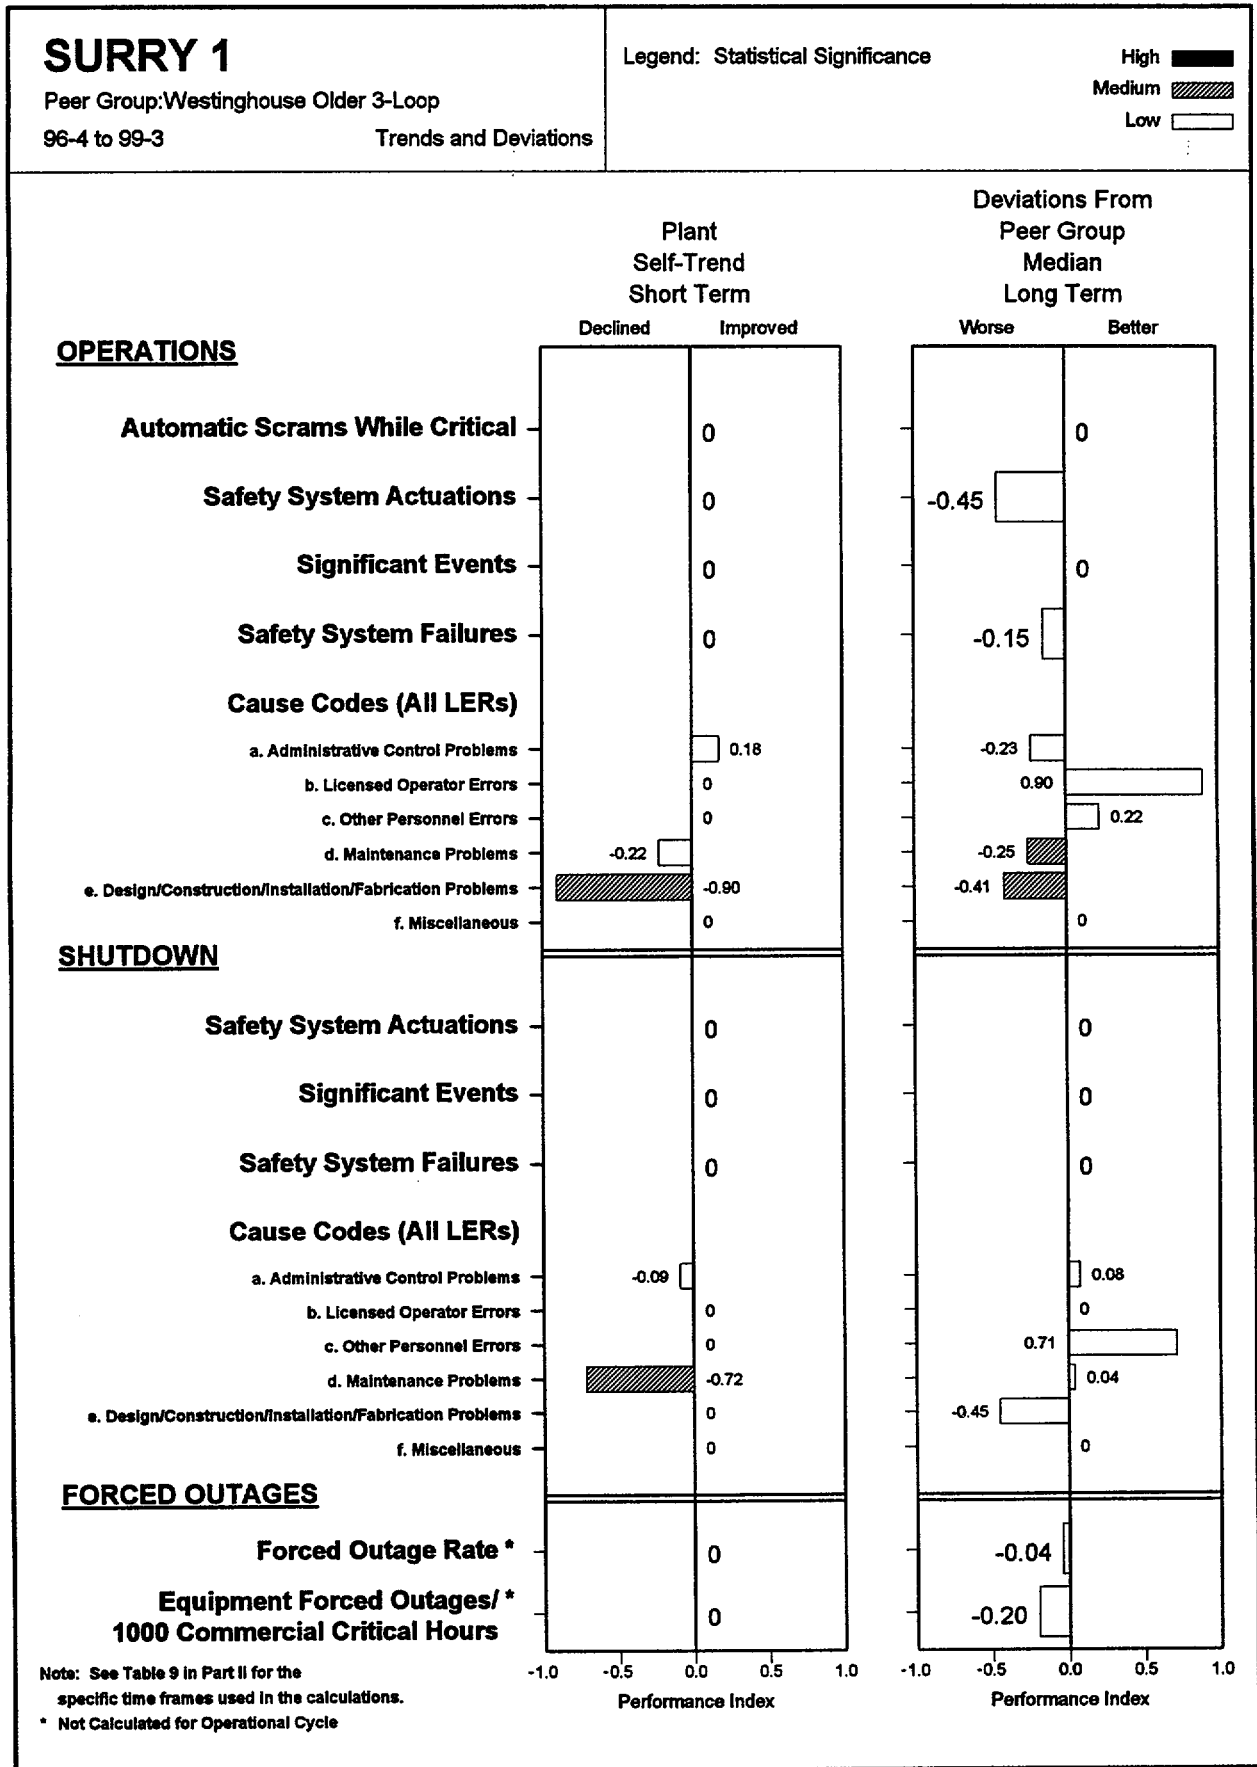 SURRY 1
Peer Group:Westinghouse Older 3-Loop
96-4 to 99-3 Trends and Deviations
Legend: Statistical Significance
High
Medium
Low
Plant
Self-Trend
Short Term
Deviations From
Peer Group
Median
Long Term
Declined Improved Worse Better
OPERATIONS
Automatic Scrams While Critical 0 0
Safety System Actuations 0 -0.45
Significant Events 0 0
Safety System Failures 0 -0.15
Cause Codes (All LERs)
a. Administrative Control Problems 0.18 -0.23
b. Licensed Operator Errors 0 0.90
c. Other Personnel Errors 0 0.22
d. Maintenance Problems -0.22 -0.25
e. Design/Construction/Installation/Fabrication Problems -0.90 -0.41
f. Miscellaneous 0 0
SHUTDOWN
Safety System Actuations 0 0
Significant Events 0 0
Safety System Failures 0 0
Cause Codes (All LERs)
a. Administrative Control Problems -0.09 0.08
b. Licensed Operator Errors 0 0
c. Other Personnel Errors 0 0.71
d. Maintenance Problems -0.72 0.04
e. Design/Construction/Installation/Fabrication Problems 0 -0.45
f. Miscellaneous 0 0
FORCED OUTAGES
Forced Outage Rate * 0 -0.04
Equipment Forced Outages/ *
1000 Commercial Critical Hours 0 -0.20
-1.0 -0.5 0.0 0.5 1.0 -1.0 -0.5 0.0 0.5 1.0
Performance Index Performance Index
Note: See Table 9 in Part II for the
specific time frames used in the calculations.
* Not Calculated for Operational Cycle